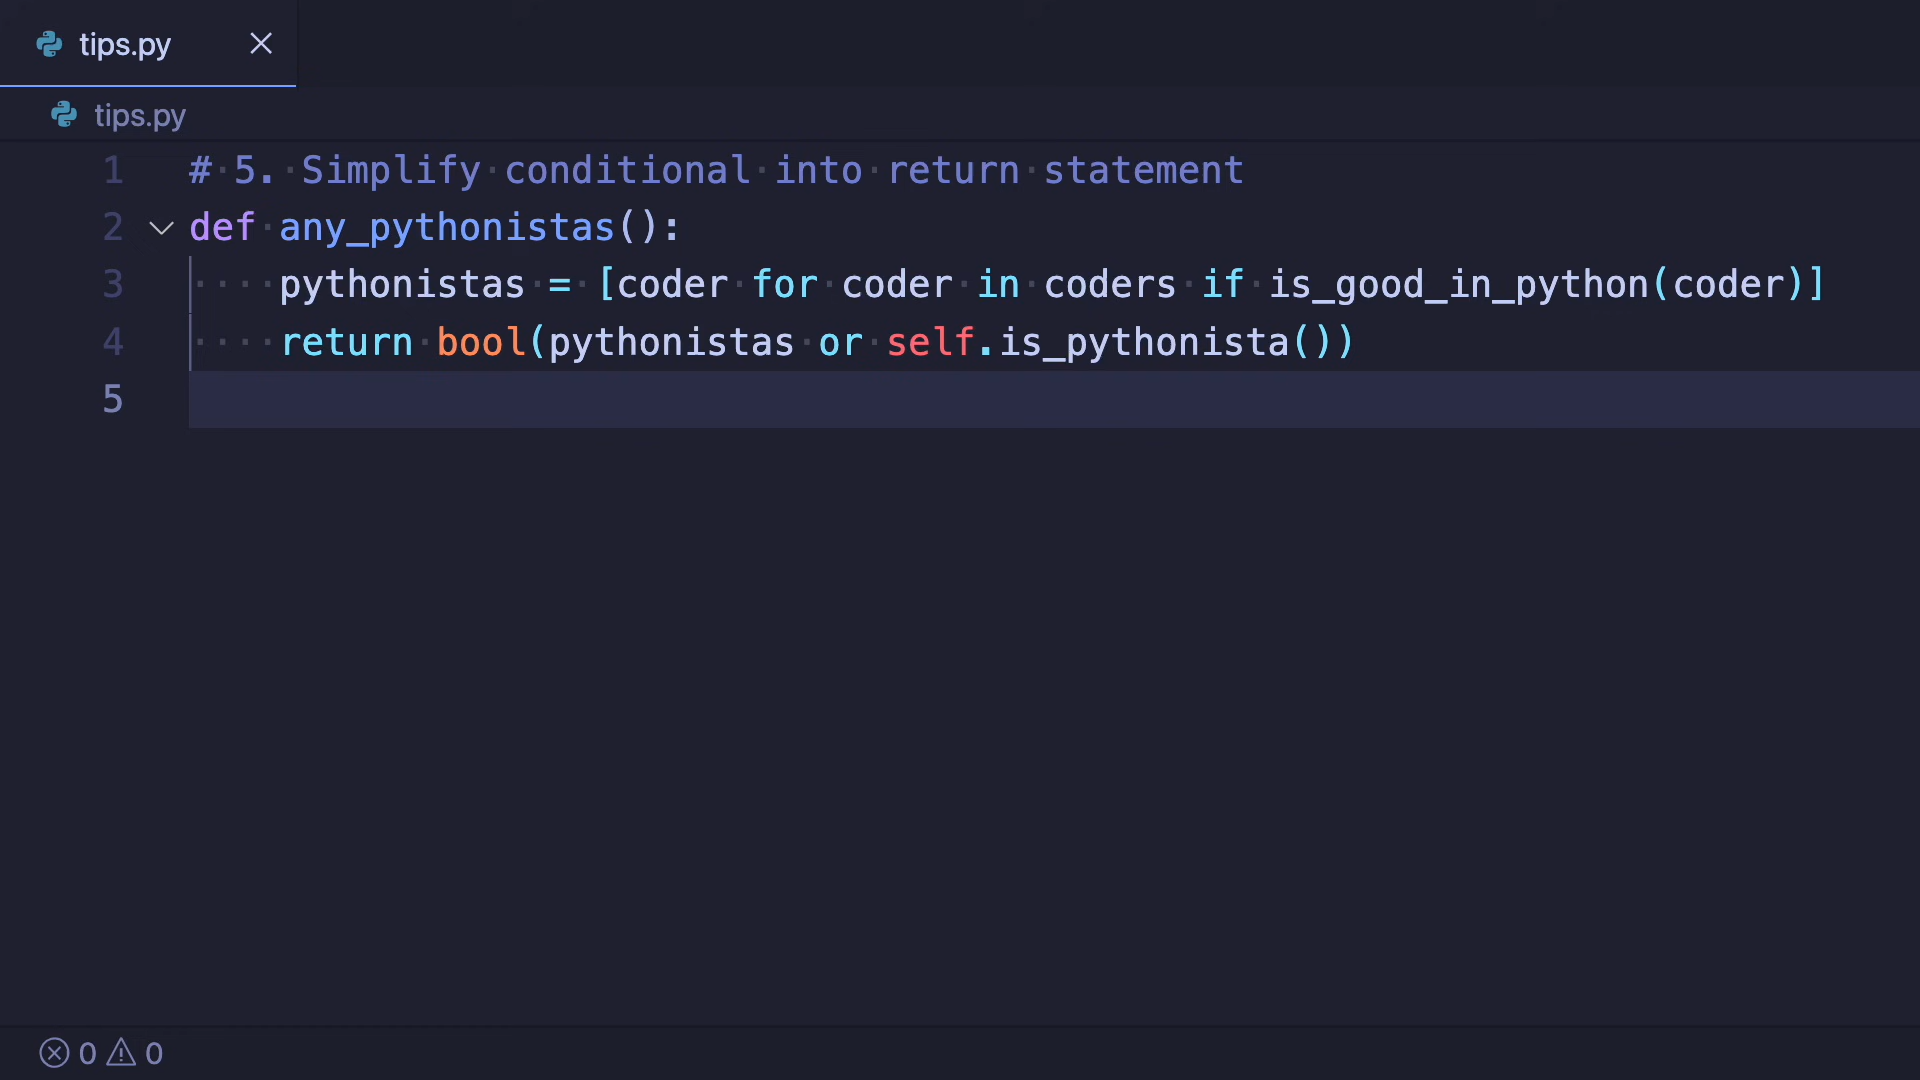 tips.py
tips.py
1 # 5. Simplify conditional into return statement
2 def any_pythonistas():
3     pythonistas = [coder for coder in coders if is_good_in_python(coder)]
4     return bool(pythonistas or self.is_pythonista())
5
0 0